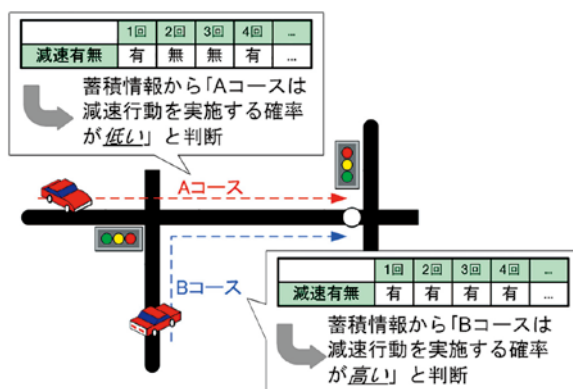 1回 2回 3回 4回 ...
減速有無 有 無 無 有 ...
蓄積情報から「Aコースは
減速行動を実施する確率
が低い」と判断
Aコース
Bコース
1回 2回 3回 4回 ...
減速有無 有 有 有 有 ...
蓄積情報から「Bコースは
減速行動を実施する確率
が高い」と判断